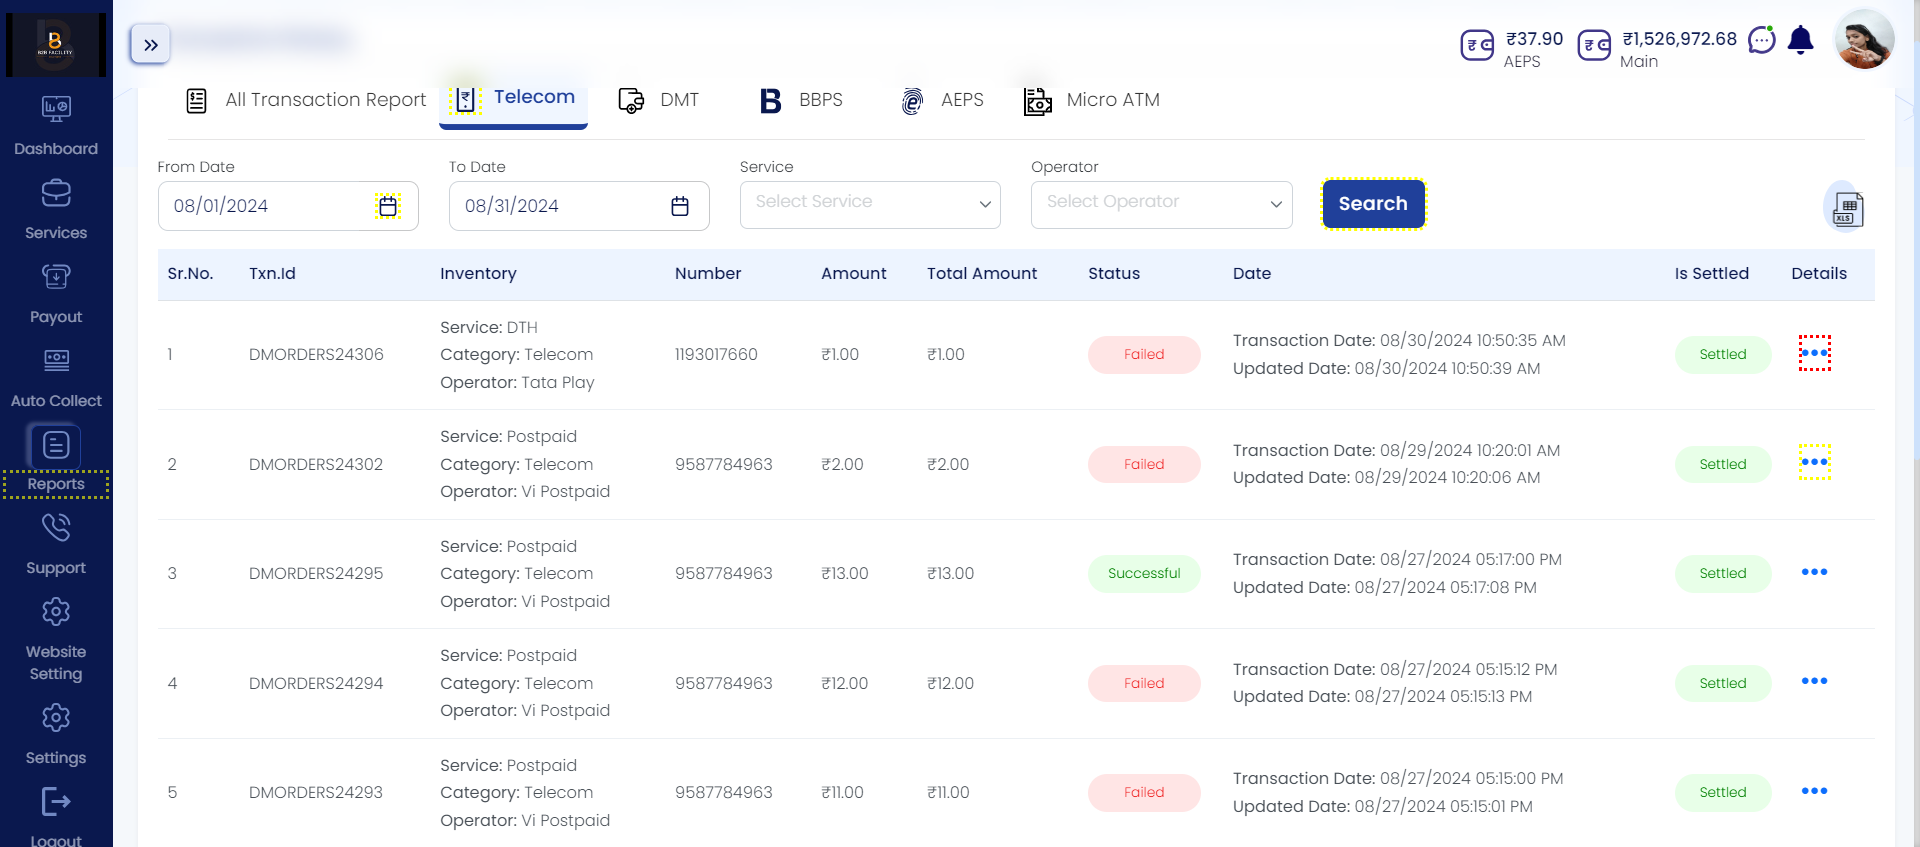 B2B FACILITY
₹37.90
AEPS
₹1,526,972.68
Main
Dashboard
Services
Payout
Auto Collect
Reports
Support
Website
Setting
Settings
Logout
All Transaction Report
Telecom
DMT
B BBPS
AEPS
Micro ATM
From Date
To Date
Service
Operator
08/01/2024
08/31/2024
Select Service
Select Operator
Search
XLS
Sr.No. Txn.Id Inventory Number Amount Total Amount Status Date Is Settled Details
Service: DTH
1 DMORDERS24306 Category: Telecom 1193017660 ₹1.00 ₹1.00 Failed Transaction Date: 08/30/2024 10:50:35 AM Settled
Operator: Tata Play Updated Date: 08/30/2024 10:50:39 AM
Service: Postpaid
2 DMORDERS24302 Category: Telecom 9587784963 ₹2.00 ₹2.00 Failed Transaction Date: 08/29/2024 10:20:01 AM Settled
Operator: Vi Postpaid Updated Date: 08/29/2024 10:20:06 AM
Service: Postpaid
3 DMORDERS24295 Category: Telecom 9587784963 ₹13.00 ₹13.00 Successful Transaction Date: 08/27/2024 05:17:00 PM Settled
Operator: Vi Postpaid Updated Date: 08/27/2024 05:17:08 PM
Service: Postpaid
4 DMORDERS24294 Category: Telecom 9587784963 ₹12.00 ₹12.00 Failed Transaction Date: 08/27/2024 05:15:12 PM Settled
Operator: Vi Postpaid Updated Date: 08/27/2024 05:15:13 PM
Service: Postpaid
5 DMORDERS24293 Category: Telecom 9587784963 ₹11.00 ₹11.00 Failed Transaction Date: 08/27/2024 05:15:00 PM Settled
Operator: Vi Postpaid Updated Date: 08/27/2024 05:15:01 PM